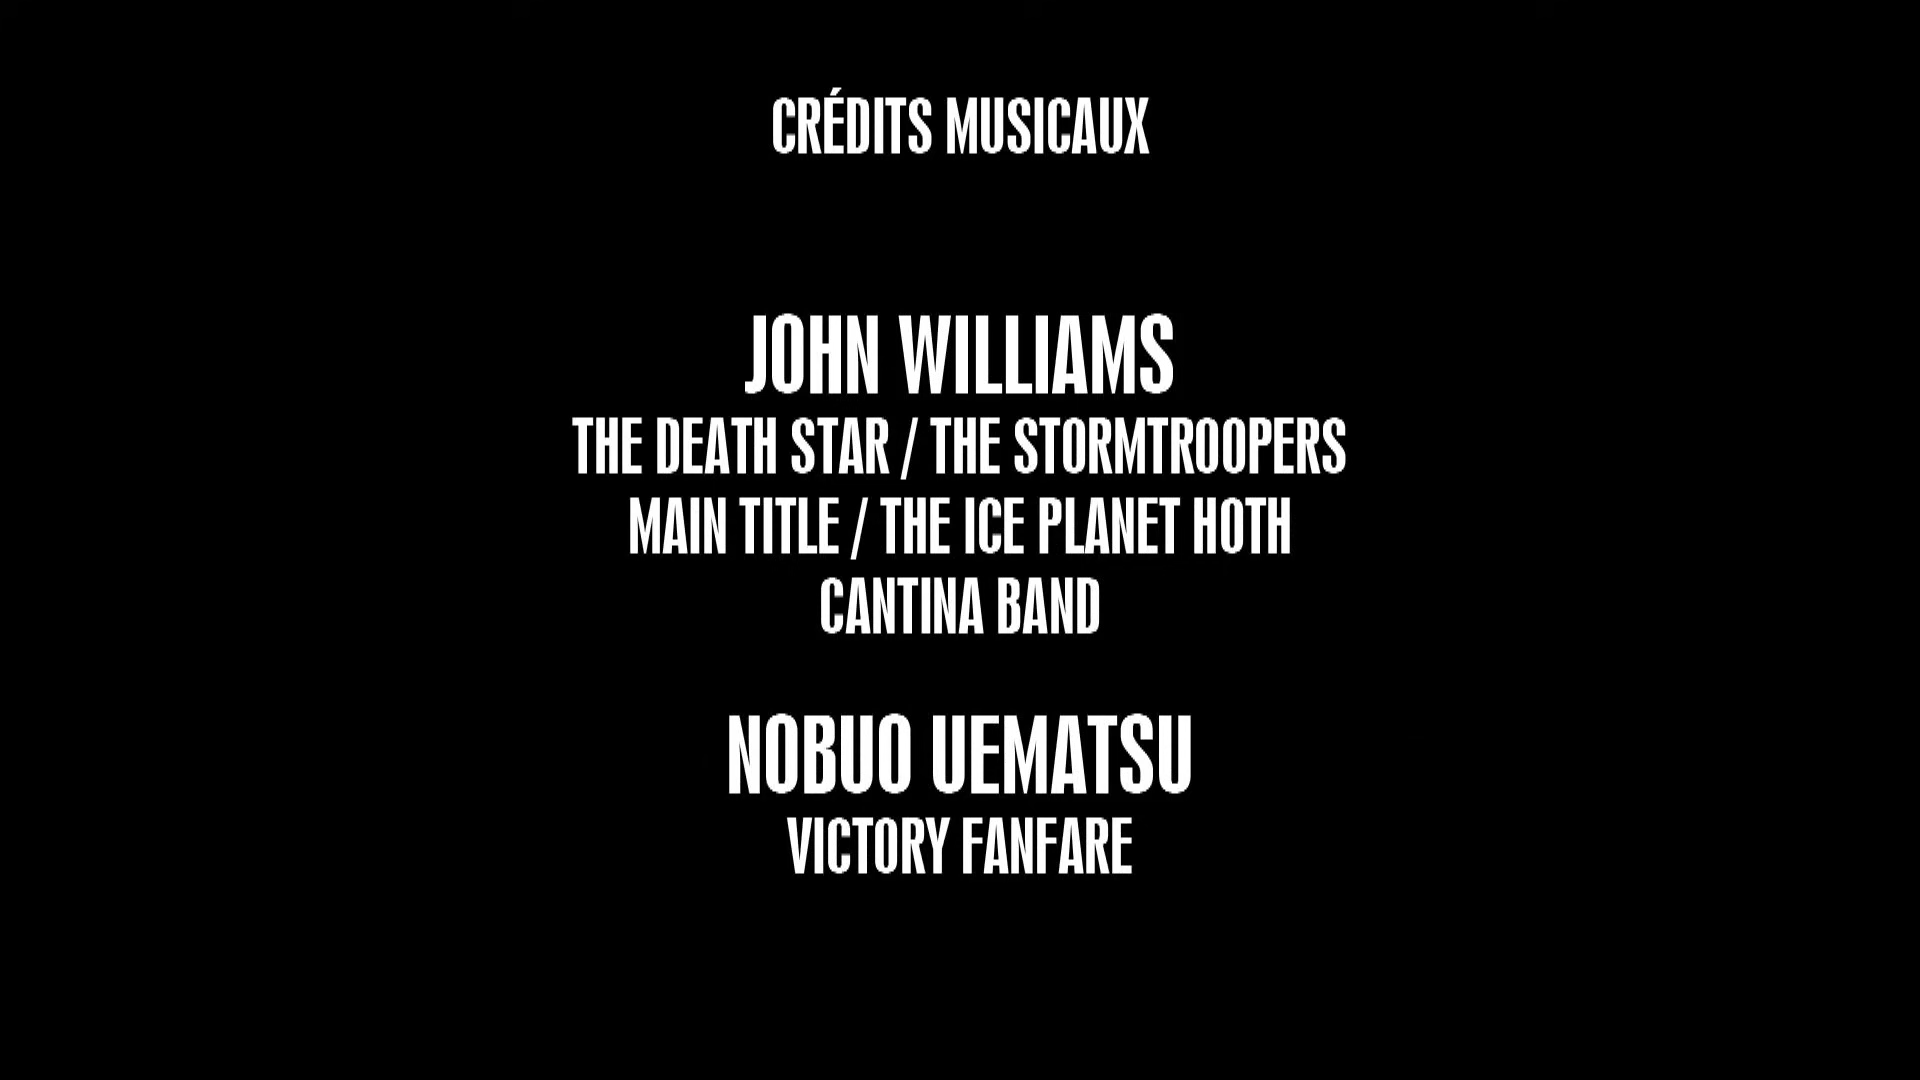 CRÉDITS MUSICAUX
JOHN WILLIAMS
THE DEATH STAR / THE STORMTROOPERS
MAIN TITLE / THE ICE PLANET HOTH
CANTINA BAND
NOBUO UEMATSU
VICTORY FANFARE